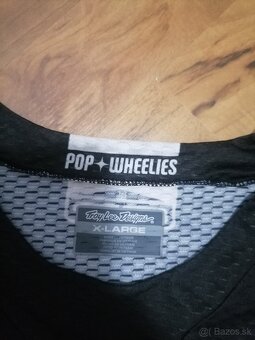 POP✦WHEELIES
Troy Lee Designs
X-LARGE
Bazos.sk